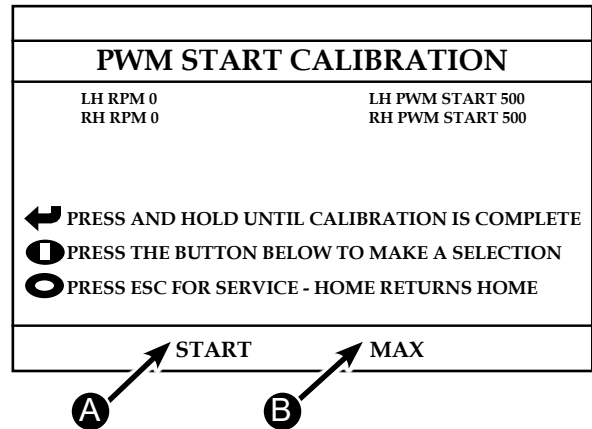 PWM START CALIBRATION
LH RPM 0 LH PWM START 500
RH RPM 0 RH PWM START 500
PRESS AND HOLD UNTIL CALIBRATION IS COMPLETE
PRESS THE BUTTON BELOW TO MAKE A SELECTION
PRESS ESC FOR SERVICE - HOME RETURNS HOME
START MAX
A B